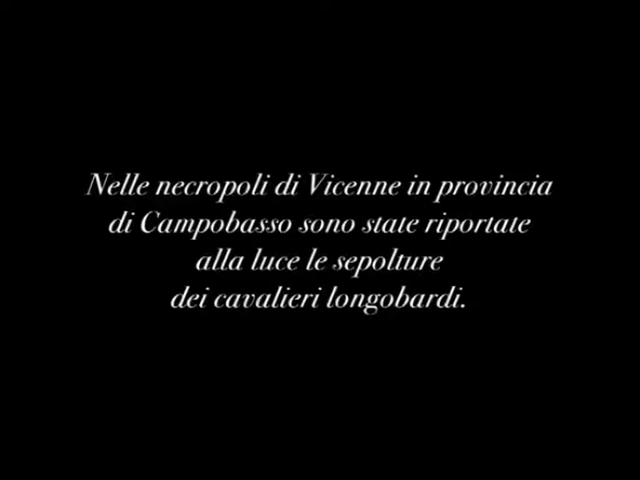 Nelle necropoli di Vicenne in provincia
di Campobasso sono state riportate
alla luce le sepolture
dei cavalieri longobardi.